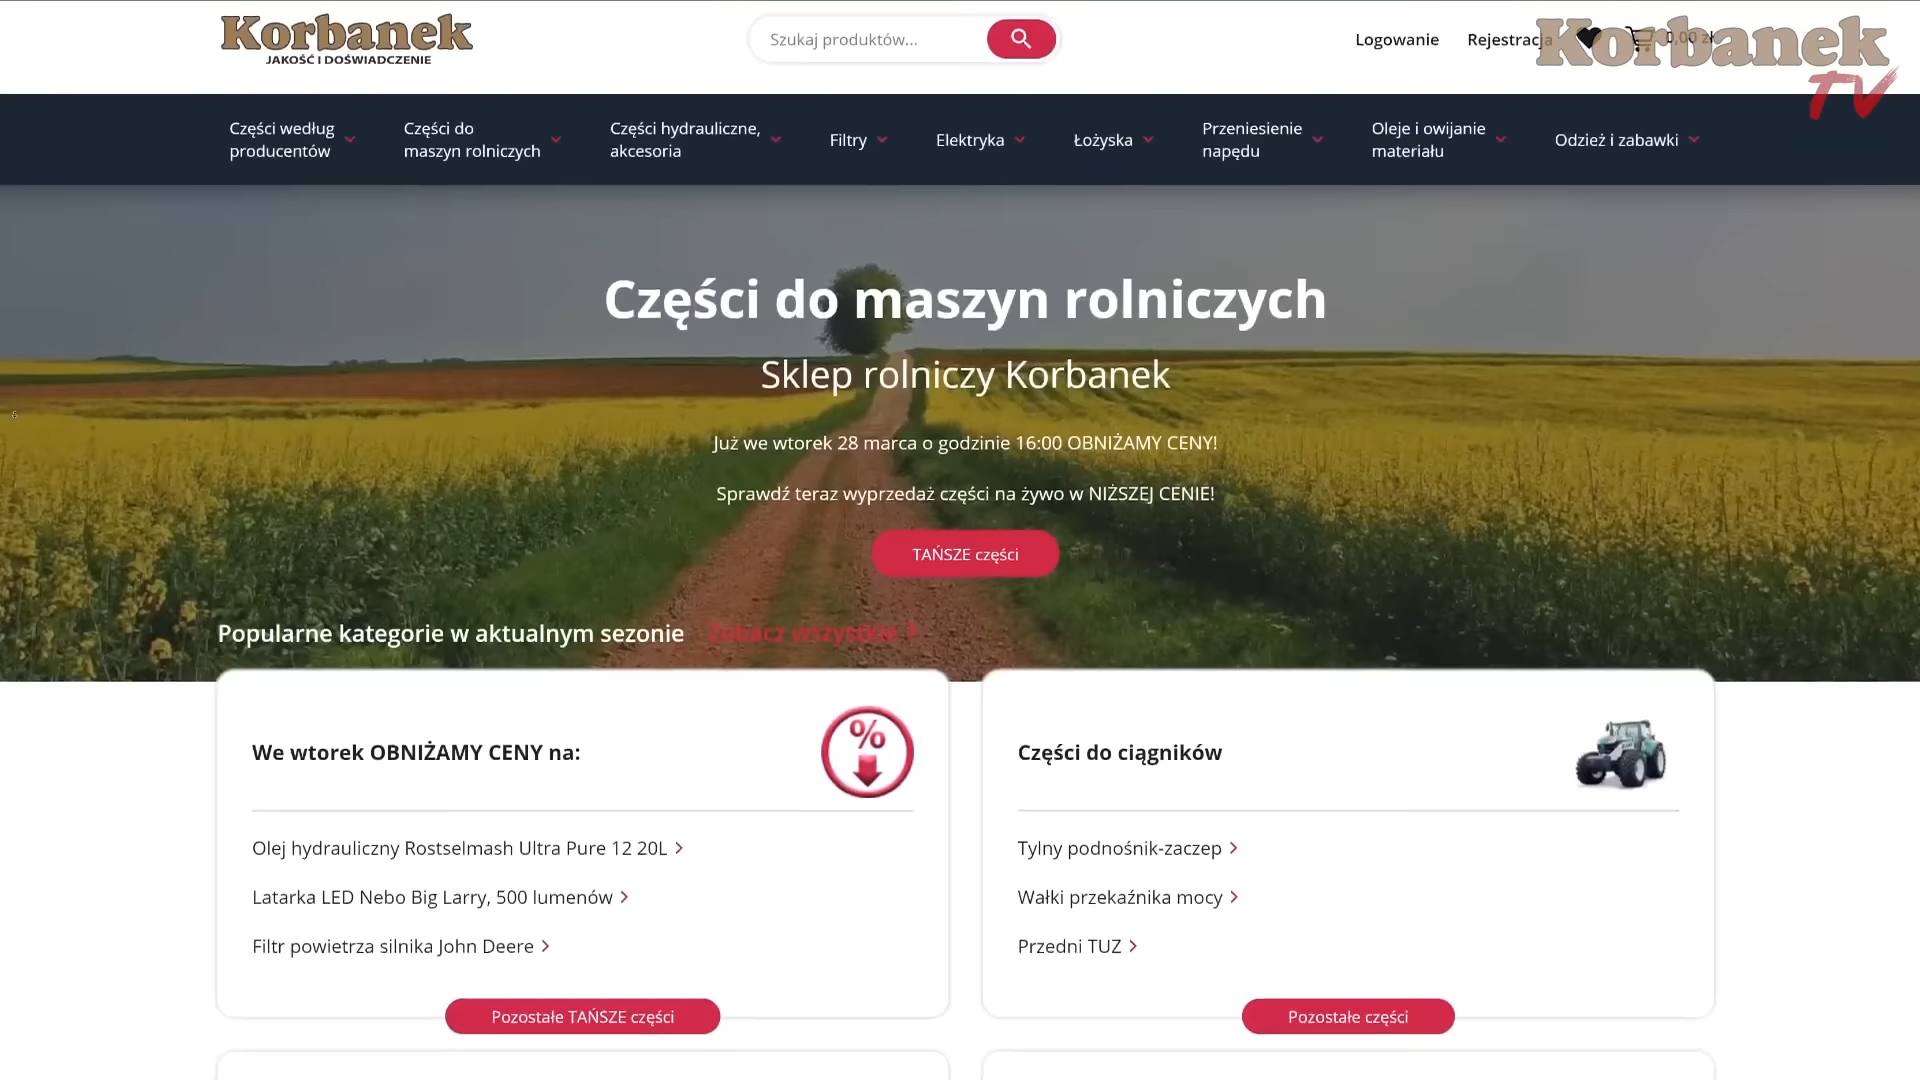 Korbanek
JAKOŚĆ I DOŚWIADCZENIE
Szukaj produktów...
Logowanie
Rejestracja
0,00 zł
Korbanek
TV
Części według
producentów
Części do
maszyn rolniczych
Części hydrauliczne,
akcesoria
Filtry
Elektryka
Łożyska
Przeniesienie
napędu
Oleje i owijanie
materiału
Odzież i zabawki
Części do maszyn rolniczych
Sklep rolniczy Korbanek
Już we wtorek 28 marca o godzinie 16:00 OBNIŻAMY CENY!
Sprawdź teraz wyprzedaż części na żywo w NIŻSZEJ CENIE!
TAŃSZE części
Popularne kategorie w aktualnym sezonie
Zobacz wszystkie
We wtorek OBNIŻAMY CENY na:
%
Olej hydrauliczny Rostselmash Ultra Pure 12 20L
Latarka LED Nebo Big Larry, 500 lumenów
Filtr powietrza silnika John Deere
Pozostałe TAŃSZE części
Części do ciągników
Tylny podnośnik-zaczep
Wałki przekaźnika mocy
Przedni TUZ
Pozostałe części